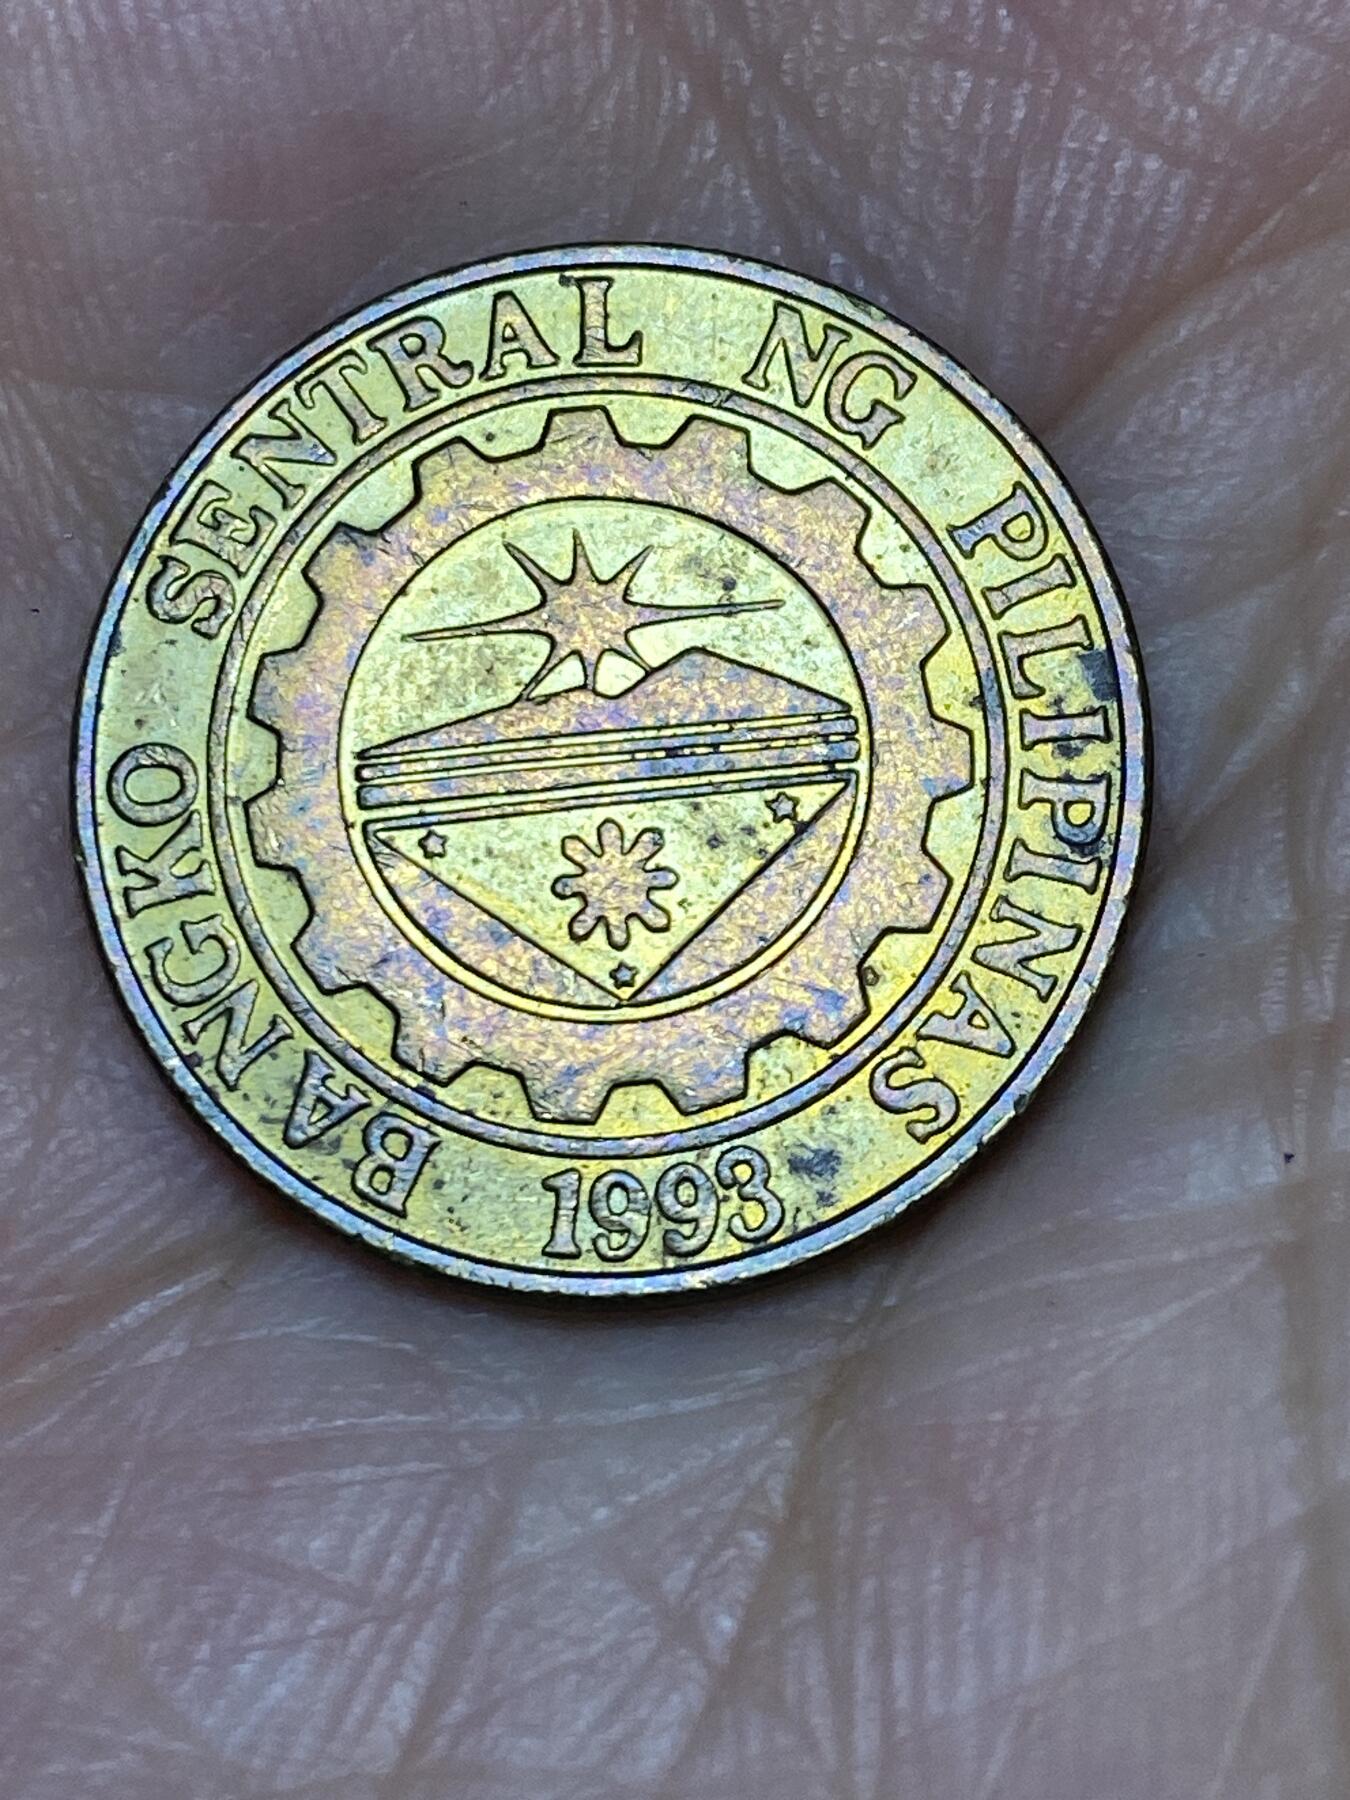 BANGKO SENTRAL NG PILIPINAS
1993